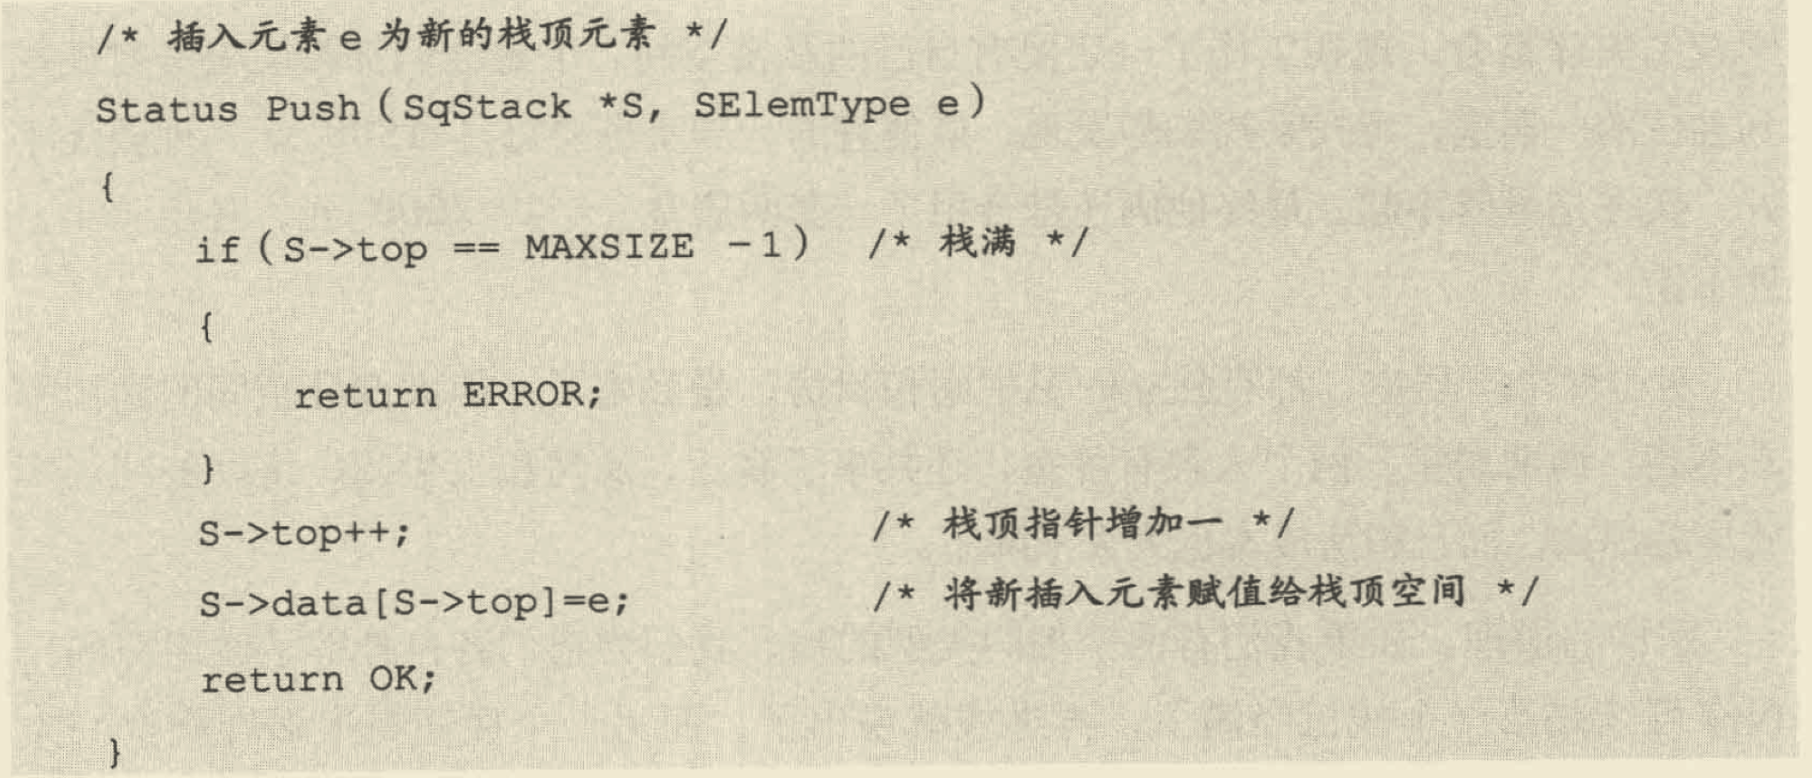 /* 插入元素 e 为新的栈顶元素 */
Status Push(SqStack *S, SElemType e)
{
if(S->top == MAXSIZE -1) /* 栈满 */
{
return ERROR;
}
S->top++; /* 栈顶指针增加一 */
S->data[S->top]=e; /* 将新插入元素赋值给栈顶空间 */
return OK;
}